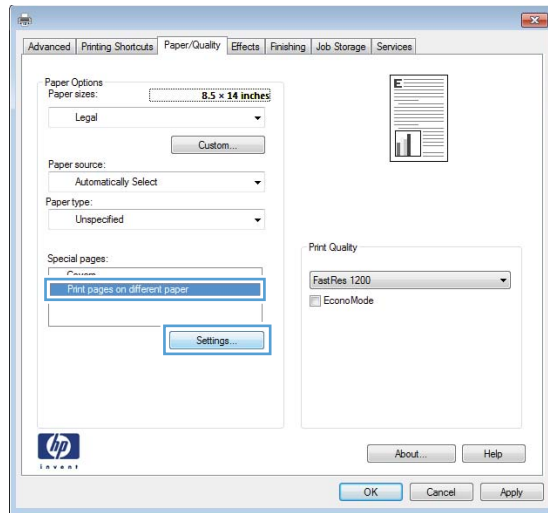 Advanced Printing Shortcuts Paper/Quality Effects Finishing Job Storage Services
Paper Options
Paper sizes: 8.5 × 14 inches
Legal
Custom...
Paper source:
Automatically Select
Paper type:
Unspecified
Special pages:
Covers
Print pages on different paper
Settings...
E
Print Quality
FastRes 1200
EconoMode
hp
invent
About... Help
OK Cancel Apply